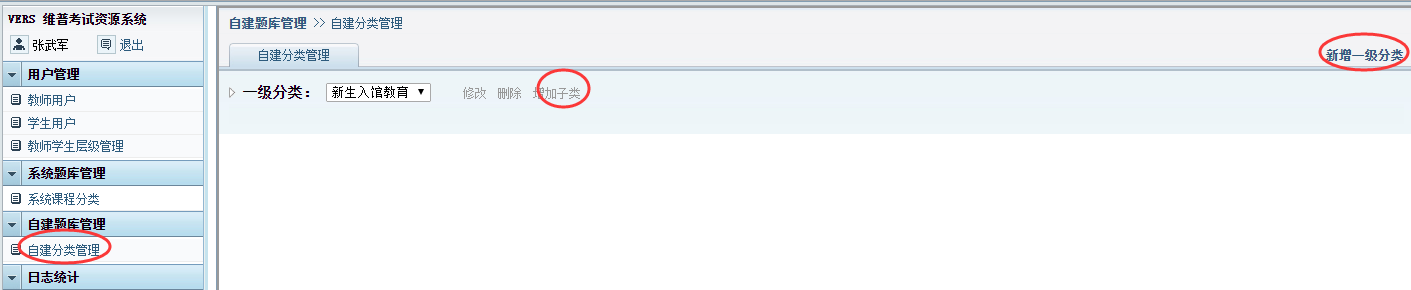 VERS 维普考试资源系统
张武军 退出
用户管理
教师用户
学生用户
教师学生层级管理
系统题库管理
系统课程分类
自建题库管理
自建分类管理
日志统计
自建题库管理 >> 自建分类管理
自建分类管理
新增一级分类
一级分类： 新生入馆教育 修改 删除 增加子类